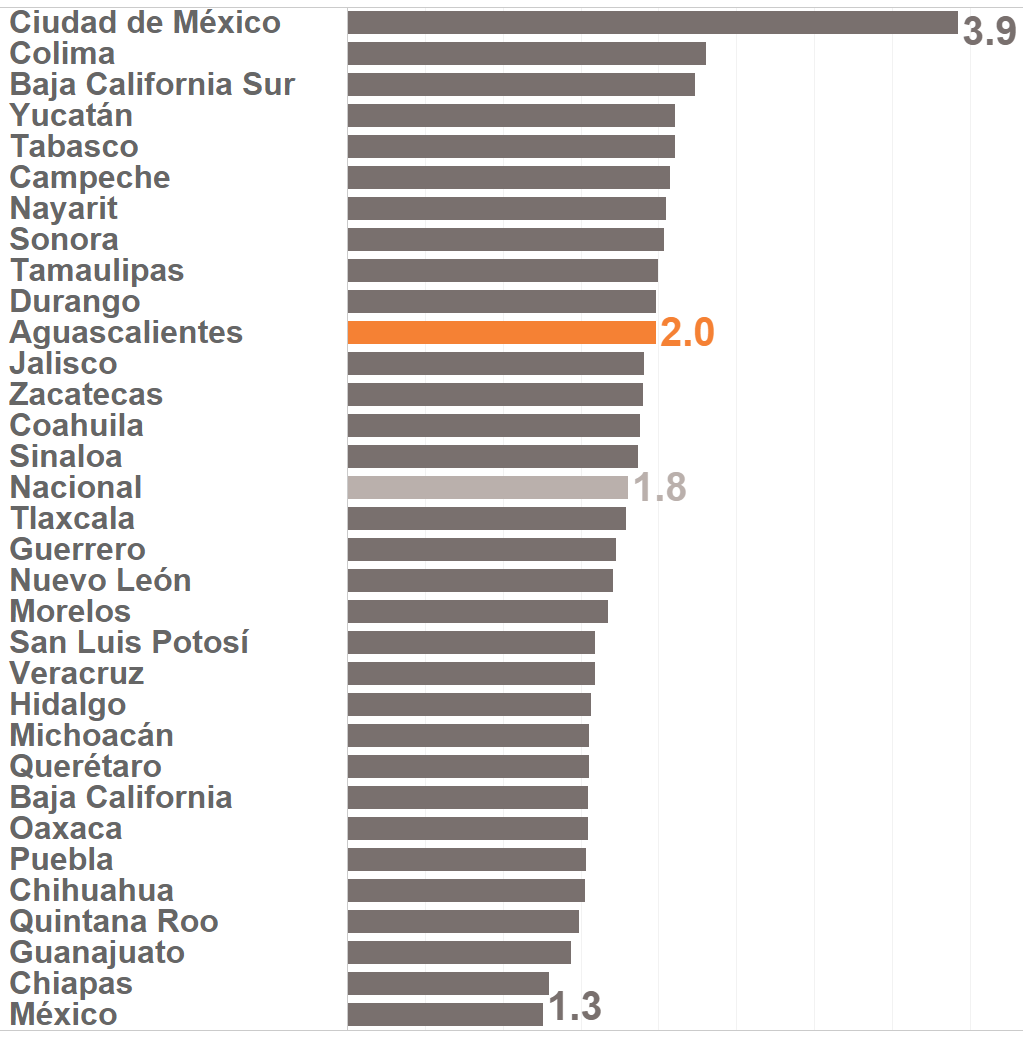 Ciudad de México 3.9
Colima
Baja California Sur
Yucatán
Tabasco
Campeche
Nayarit
Sonora
Tamaulipas
Durango
Aguascalientes 2.0
Jalisco
Zacatecas
Coahuila
Sinaloa
Nacional 1.8
Tlaxcala
Guerrero
Nuevo León
Morelos
San Luis Potosí
Veracruz
Hidalgo
Michoacán
Querétaro
Baja California
Oaxaca
Puebla
Chihuahua
Quintana Roo
Guanajuato
Chiapas
México 1.3